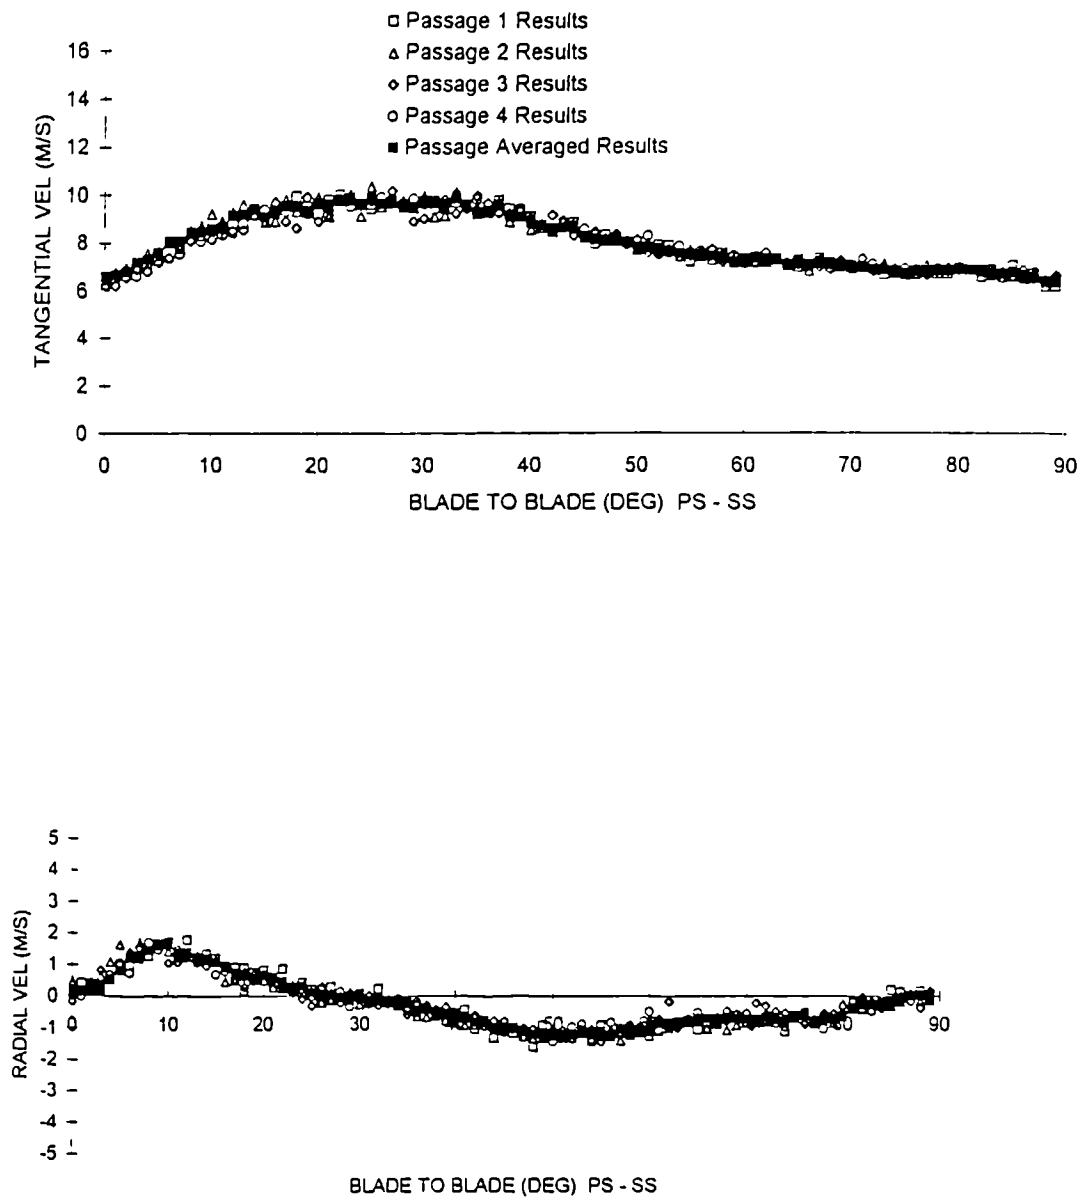 Passage 1 Results
Passage 2 Results
Passage 3 Results
Passage 4 Results
Passage Averaged Results
TANGENTIAL VEL (M/S)
16
14
12
10
8
6
4
2
0
0 10 20 30 40 50 60 70 80 90
BLADE TO BLADE (DEG) PS - SS
RADIAL VEL (M/S)
5
4
3
2
1
0
-1
-2
-3
-4
-5
0 10 20 30 90
BLADE TO BLADE (DEG) PS - SS